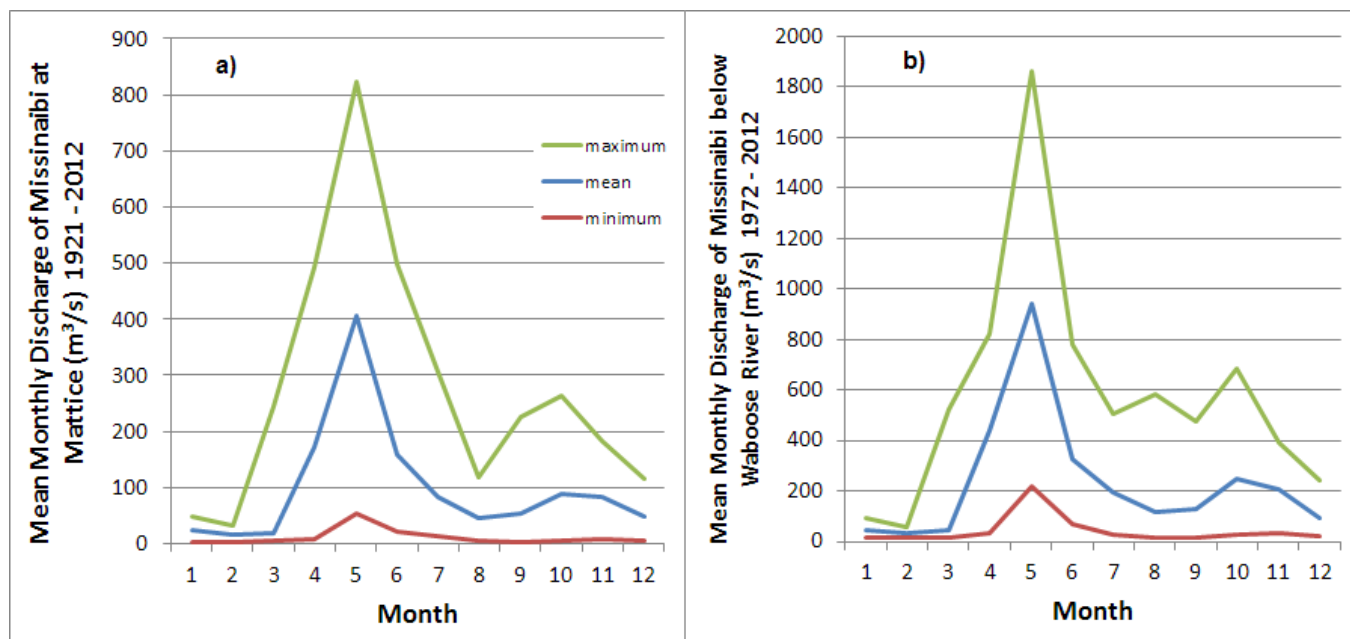 a)
Mean Monthly Discharge of Missinaibi at
Mattice (m³/s) 1921 - 2012
900
800
700
600
500
400
300
200
100
0
maximum
mean
minimum
1 2 3 4 5 6 7 8 9 10 11 12
Month
b)
Mean Monthly Discharge of Missinaibi below
Waboose River (m³/s) 1972 - 2012
2000
1800
1600
1400
1200
1000
800
600
400
200
0
1 2 3 4 5 6 7 8 9 10 11 12
Month